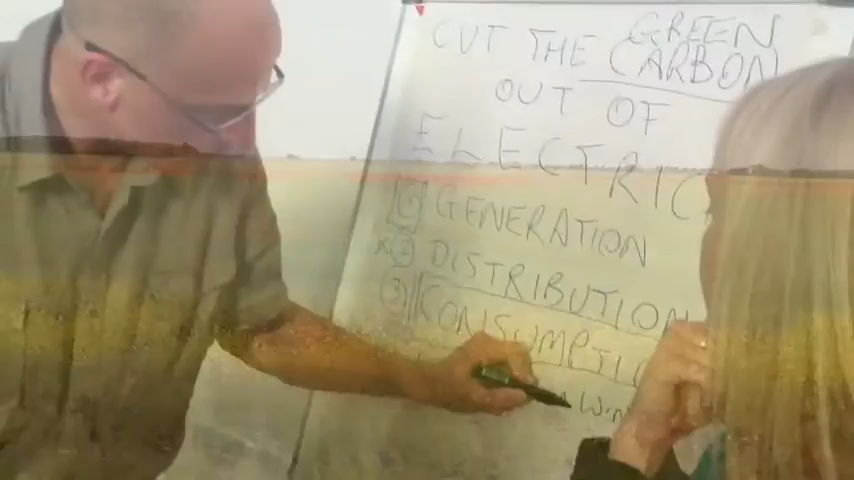 CUT THE GREEN
CARBON
OUT OF
ELECTRIC
1 GENERATION
2 DISTRIBUTION
3 CONSUMPTI